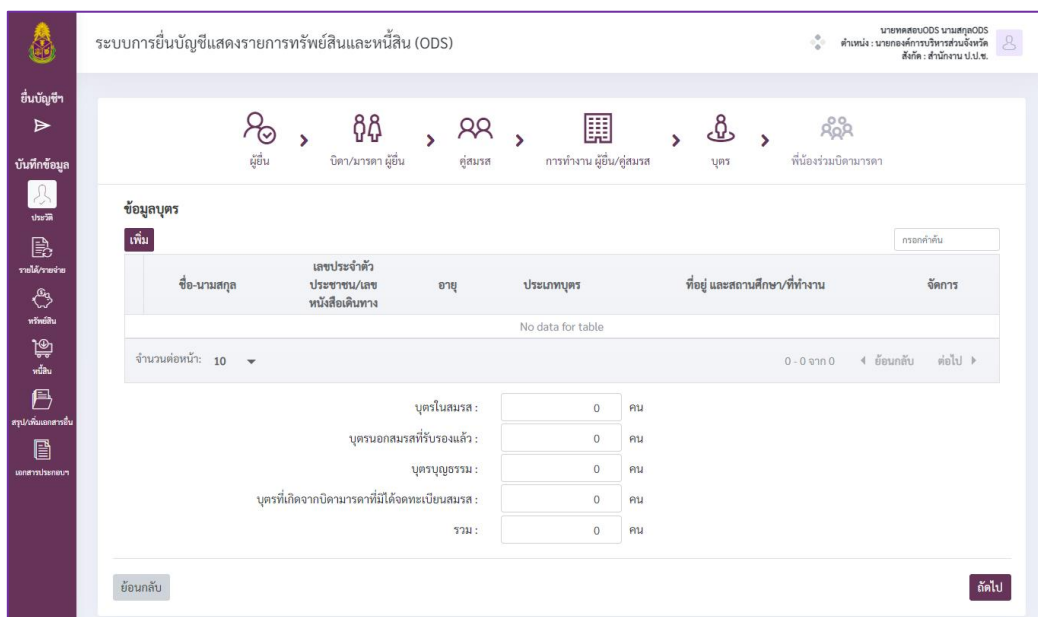 ระบบการยื่นบัญชีแสดงรายการทรัพย์สินและหนี้สิน (ODS)
นายทดสอบODS นามสกุลODS
ตำแหน่ง : นายกองค์การบริหารส่วนจังหวัด
สังกัด : สำนักงาน ป.ป.ช.
ยื่นบัญชีฯ
บันทึกข้อมูล
ประวัติ
รายได้/รายจ่าย
ทรัพย์สิน
หนี้สิน
สรุป/เพิ่มเอกสารอื่น
เอกสารประกอบฯ
ผู้ยื่น
บิดา/มารดา ผู้ยื่น
คู่สมรส
การทำงาน ผู้ยื่น/คู่สมรส
บุตร
พี่น้องร่วมบิดามารดา
ข้อมูลบุตร
เพิ่ม
กรอกคำค้น
ชื่อ-นามสกุล
เลขประจำตัว
ประชาชน/เลข
หนังสือเดินทาง
อายุ
ประเภทบุตร
ที่อยู่ และสถานศึกษา/ที่ทำงาน
จัดการ
No data for table
จำนวนต่อหน้า: 10
0 - 0 จาก 0 ย้อนกลับ ต่อไป
บุตรในสมรส : 0 คน
บุตรนอกสมรสที่รับรองแล้ว : 0 คน
บุตรบุญธรรม : 0 คน
บุตรที่เกิดจากบิดามารดาที่มิได้จดทะเบียนสมรส : 0 คน
รวม : 0 คน
ย้อนกลับ
ถัดไป